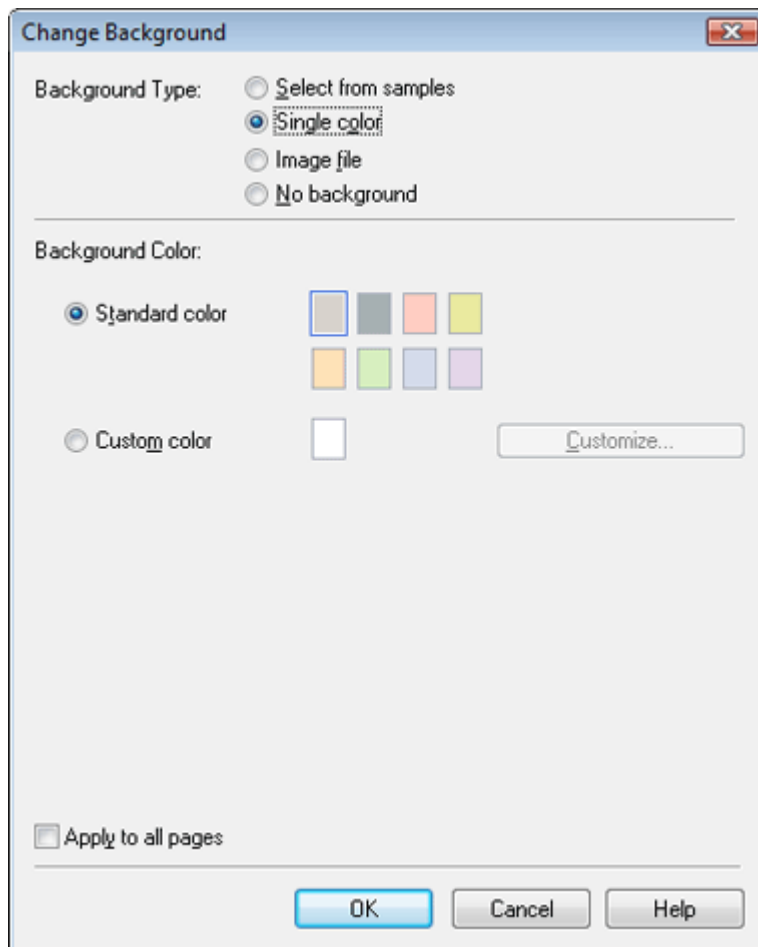 Change Background
Background Type:
Select from samples
Single color
Image file
No background
Background Color:
Standard color
Custom color
Customize...
Apply to all pages
OK Cancel Help